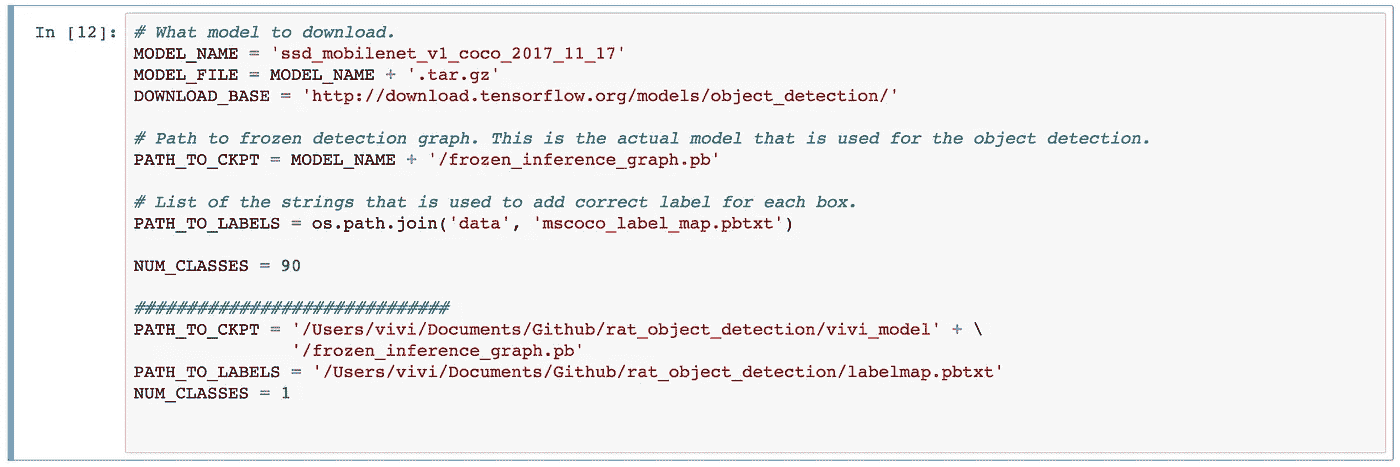 In [12]: # What model to download.
MODEL_NAME = 'ssd_mobilenet_v1_coco_2017_11_17'
MODEL_FILE = MODEL_NAME + '.tar.gz'
DOWNLOAD_BASE = 'http://download.tensorflow.org/models/object_detection/'
# Path to frozen detection graph. This is the actual model that is used for the object detection.
PATH_TO_CKPT = MODEL_NAME + '/frozen_inference_graph.pb'
# List of the strings that is used to add correct label for each box.
PATH_TO_LABELS = os.path.join('data', 'mscoco_label_map.pbtxt')
NUM_CLASSES = 90
##############################
PATH_TO_CKPT = '/Users/vivi/Documents/Github/rat_object_detection/vivi_model' + \
'/frozen_inference_graph.pb'
PATH_TO_LABELS = '/Users/vivi/Documents/Github/rat_object_detection/labelmap.pbtxt'
NUM_CLASSES = 1